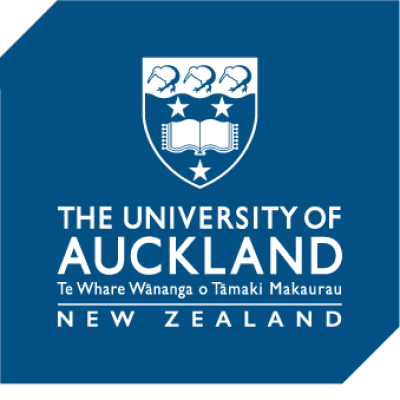 THE UNIVERSITY OF
AUCKLAND
Te Whare Wānanga o Tāmaki Makaurau
NEW ZEALAND